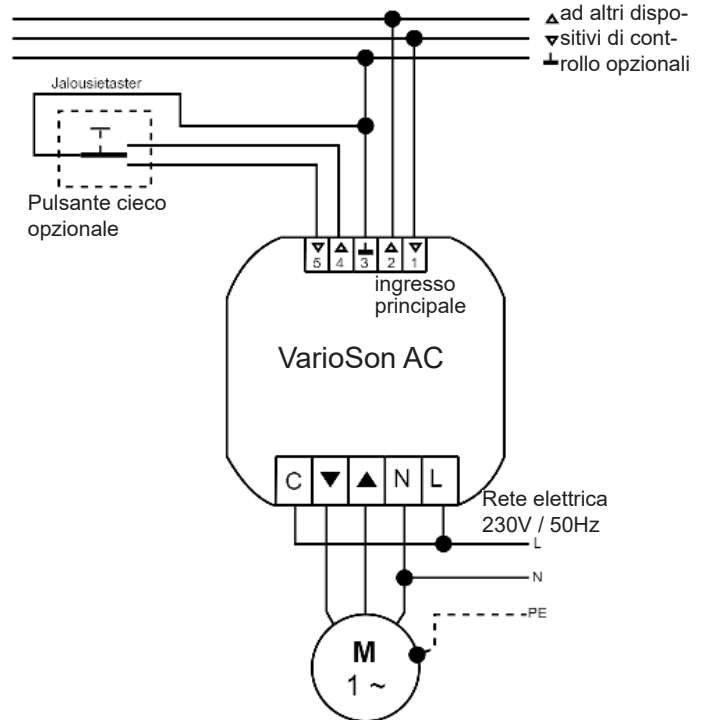 ad altri dispo-
sitivi di cont-
rollo opzionali
Jalousietaster
Pulsante cieco
opzionale
5 4 3 2 1
ingresso
principale
VarioSon AC
C N L
Rete elettrica
230V / 50Hz
L
N
PE
M
1 ~